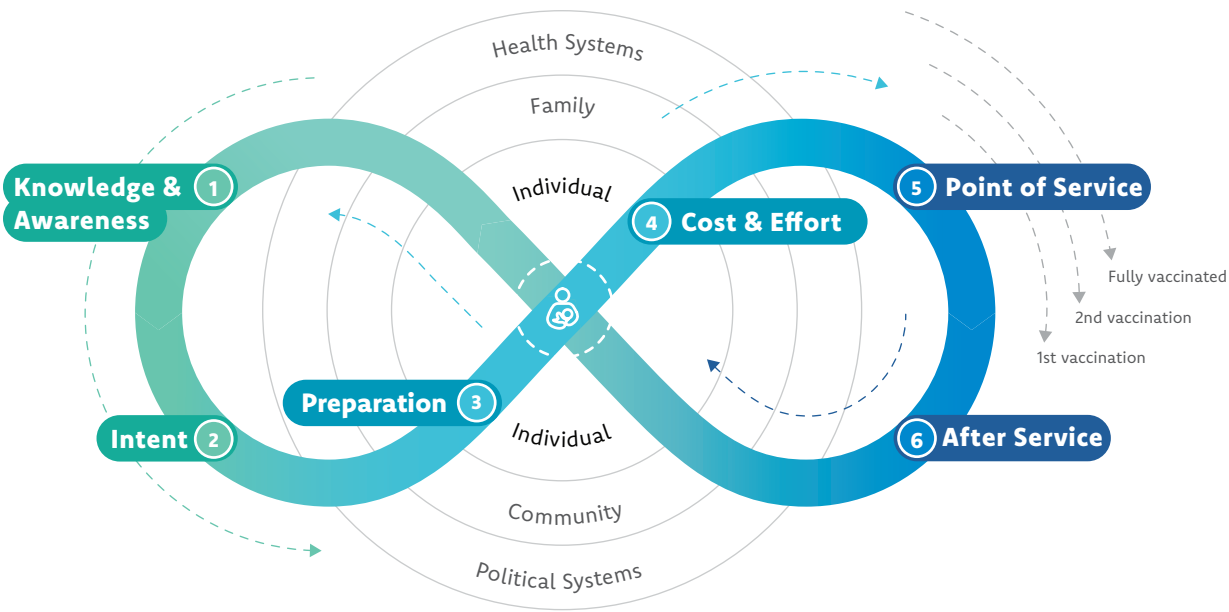 Health Systems
Family
Individual
Knowledge &
Awareness
1
5
Point of Service
4
Cost & Effort
Fully vaccinated
2nd vaccination
1st vaccination
Preparation
3
Intent
2
Individual
6
After Service
Community
Political Systems